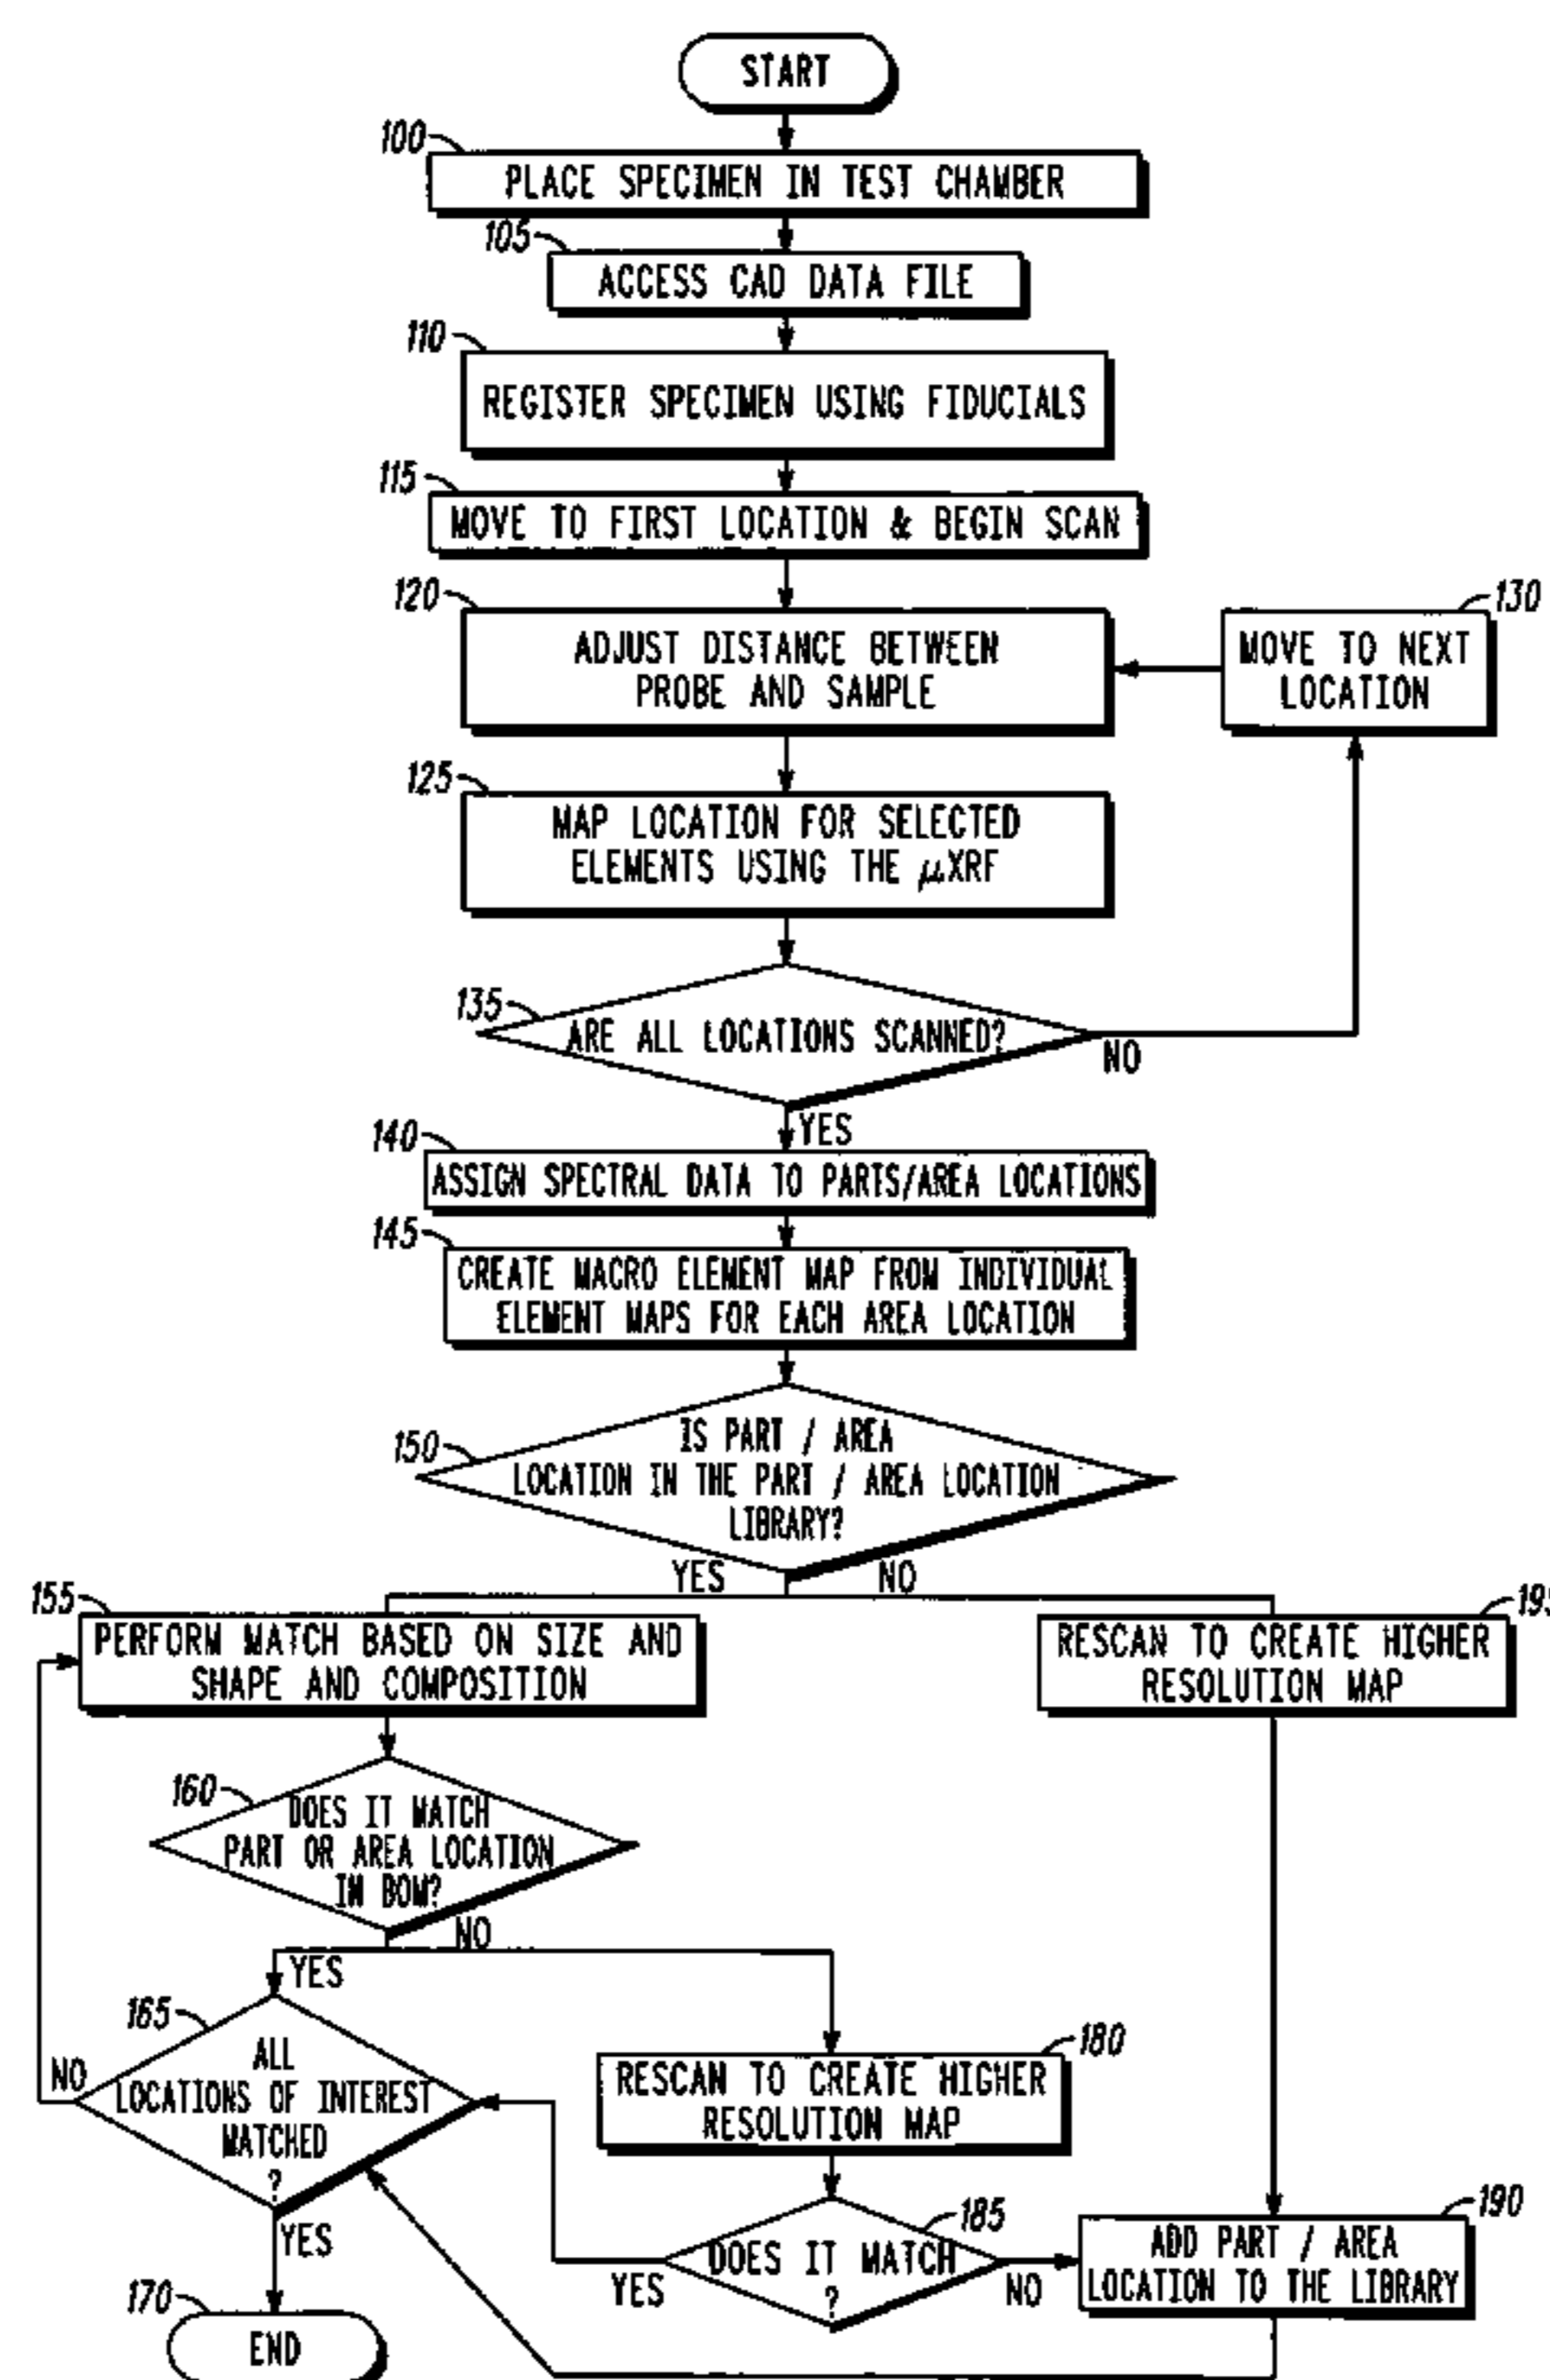 START
100
PLACE SPECIMEN IN TEST CHAMBER
105
ACCESS CAD DATA FILE
110
REGISTER SPECIMEN USING FIDUCIALS
115
MOVE TO FIRST LOCATION & BEGIN SCAN
120
ADJUST DISTANCE BETWEEN
PROBE AND SAMPLE
130
MOVE TO NEXT
LOCATION
125
MAP LOCATION FOR SELECTED
ELEMENTS USING THE μXRF
135
ARE ALL LOCATIONS SCANNED?
NO
YES
140
ASSIGN SPECTRAL DATA TO PARTS/AREA LOCATIONS
145
CREATE MACRO ELEMENT MAP FROM INDIVIDUAL
ELEMENT MAPS FOR EACH AREA LOCATION
150
IS PART / AREA
LOCATION IN THE PART / AREA LOCATION
LIBRARY?
YES
NO
155
PERFORM MATCH BASED ON SIZE AND
SHAPE AND COMPOSITION
195
RESCAN TO CREATE HIGHER
RESOLUTION MAP
160
DOES IT MATCH
PART OR AREA LOCATION
IN BOM?
NO
YES
165
ALL
LOCATIONS OF INTEREST
MATCHED
?
NO
YES
180
RESCAN TO CREATE HIGHER
RESOLUTION MAP
185
DOES IT MATCH
?
YES
NO
190
ADD PART / AREA
LOCATION TO THE LIBRARY
170
END